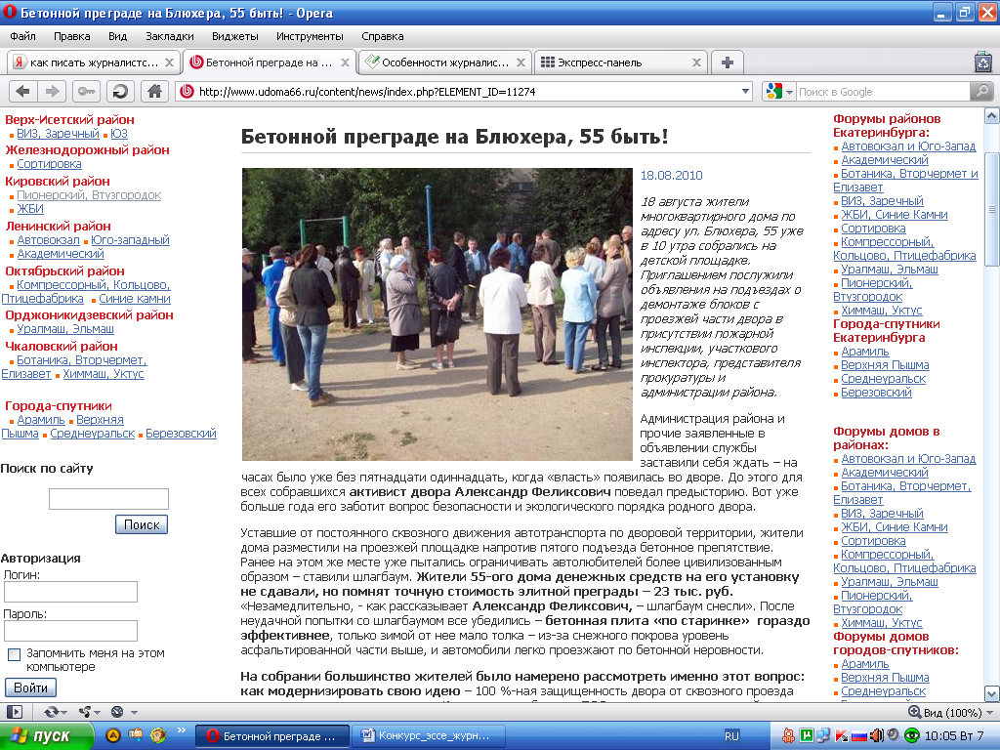 Бетонной преграде на Блюхера, 55 быть! - Opera
Файл Правка Вид Закладки Виджеты Инструменты Справка
как писать журналистс... Бетонной преграде на ... Особенности журналис... Экспресс-панель
http://www.udoma66.ru/content/news/index.php?ELEMENT_ID=11274
Поиск в Google
Верх-Исетский район
ВИЗ, Заречный ЮЗ
Железнодорожный район
Сортировка
Кировский район
Пионерский, Втузгородок
ЖБИ
Ленинский район
Автовокзал Юго-западный
Академический
Октябрьский район
Компрессорный, Кольцово,
Птицефабрика Синие камни
Орджоникидзевский район
Уралмаш, Эльмаш
Чкаловский район
Ботаника, Вторчермет,
Елизавет Химмаш, Уктус
Города-спутники
Арамиль Верхняя
Пышма Среднеуральск Березовский
Поиск по сайту
Поиск
Авторизация
Логин:
Пароль:
Запомнить меня на этом
компьютере
Войти
Бетонной преграде на Блюхера, 55 быть!
18.08.2010
18 августа жители
многоквартирного дома по
адресу ул. Блюхера, 55 уже
в 10 утра собрались на
детской площадке.
Приглашением послужили
объявления на подъездах о
демонтаже блоков с
проезжей части двора в
присутствии пожарной
инспекции, участкового
инспектора, представителя
прокуратуры и
администрации района.
Администрация района и
прочие заявленные в
объявлении службы
заставили себя ждать – на
часах было уже без пятнадцати одиннадцать, когда «власть» появилась во дворе. До этого для
всех собравшихся активист двора Александр Феликсович поведал предысторию. Вот уже
больше года его заботит вопрос безопасности и экологического порядка родного двора.
Уставшие от постоянного сквозного движения автотранспорта по дворовой территории, жители
дома разместили на проезжей площадке напротив пятого подъезда бетонное препятствие.
Ранее на этом же месте уже пытались ограничивать автолюбителей более цивилизованным
образом – ставили шлагбаум. Жители 55-ого дома денежных средств на его установку
не сдавали, но помнят точную стоимость элитной преграды – 23 тыс. руб.
«Незамедлительно, - как рассказывает Александр Феликсович, – шлагбаум снесли». После
неудачной попытки со шлагбаумом все убедились – бетонная плита «по старинке» гораздо
эффективнее, только зимой от нее мало толка – из-за снежного покрова уровень
асфальтированной части выше, и автомобили легко проезжают по бетонной неровности.
На собрании большинство жителей было намерено рассмотреть именно этот вопрос:
как модернизировать свою идею – 100 %-ная защищенность двора от сквозного проезда
Форумы районов
Екатеринбурга:
Автовокзал и Юго-Запад
Академический
Ботаника, Вторчермет и
Елизавет
ВИЗ, Заречный
ЖБИ, Синие Камни
Сортировка
Компрессорный,
Кольцово, Птицефабрика
Уралмаш, Эльмаш
Пионерский,
Втузгородок
Химмаш, Уктус
Города-спутники
Екатеринбурга
Арамиль
Верхняя Пышма
Среднеуральск
Березовский
Форумы домов в
районах:
Автовокзал и Юго-Запад
Академический
Ботаника, Вторчермет,
Елизавет
ВИЗ, Заречный
ЖБИ, Синие Камни
Сортировка
Компрессорный,
Кольцово, Птицефабрика
Уралмаш, Эльмаш
Пионерский,
Втузгородок
Химмаш, Уктус
Форумы домов
городов-спутников:
Арамиль
Верхняя Пышма
Среднеуральск
Вид (100%)
пуск
Бетонной преграде ...
Конкурс_эссе_журн...
RU
10:05 Вт 7